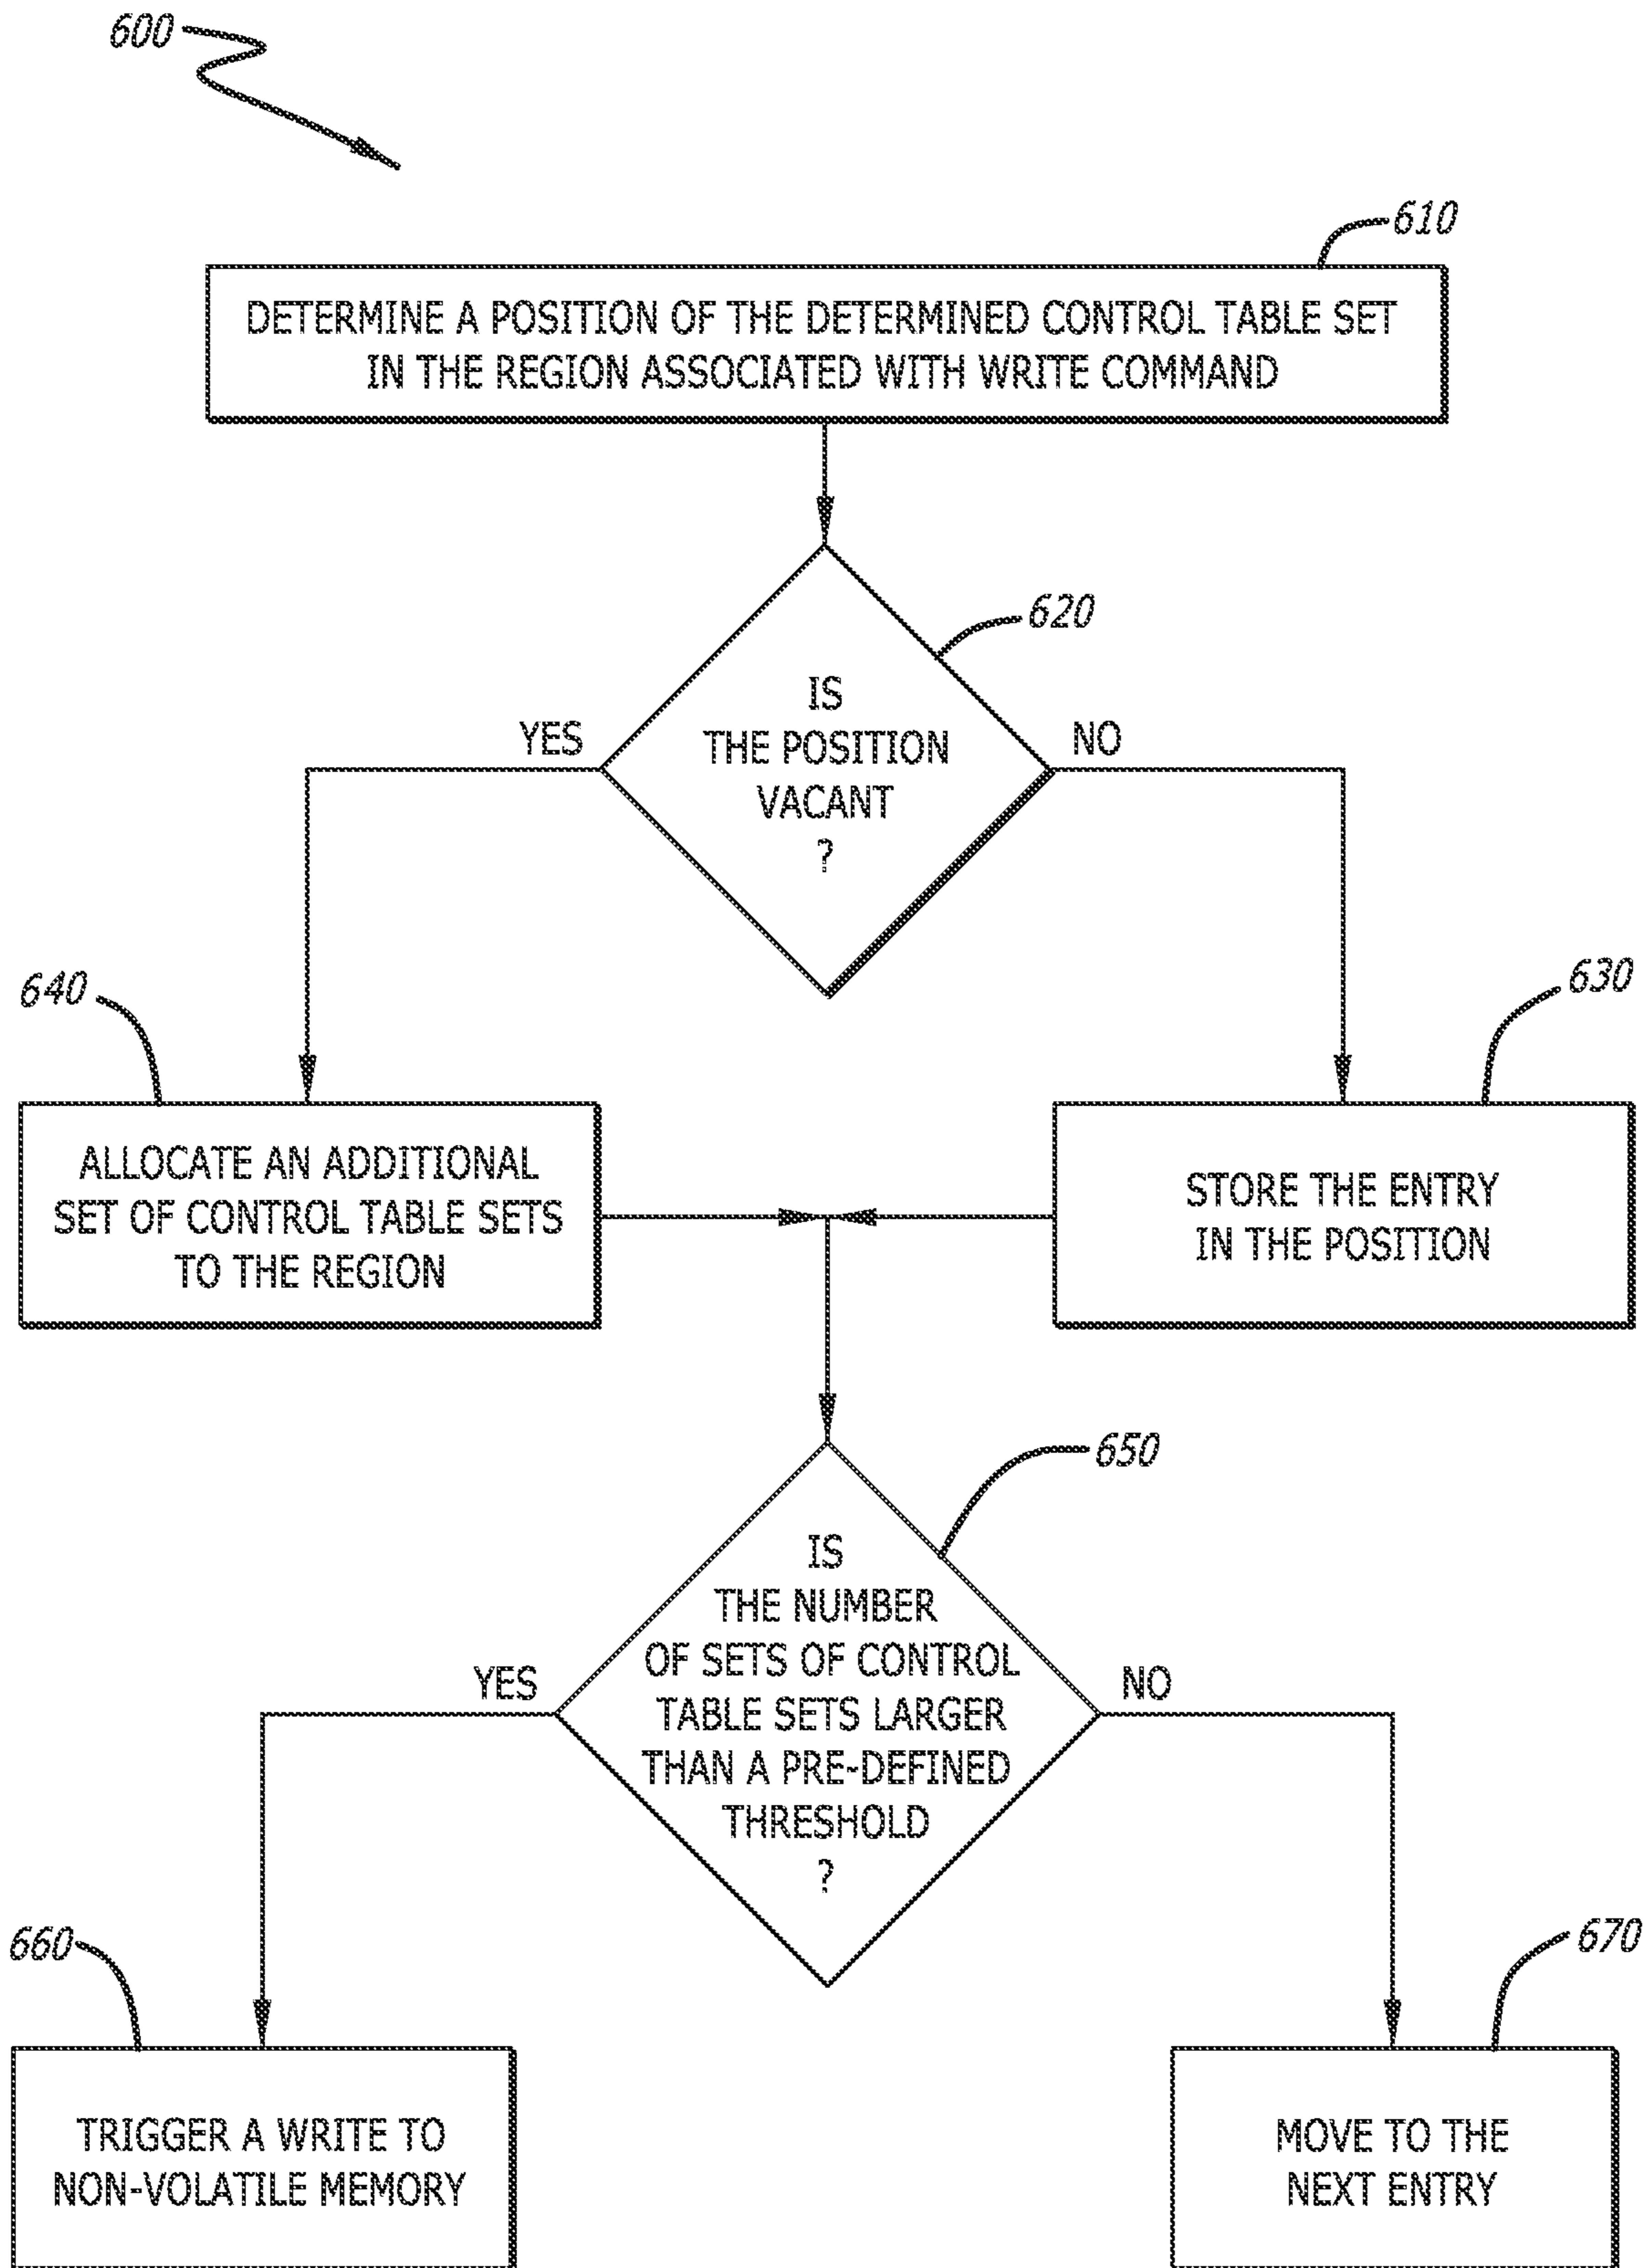 600
610
DETERMINE A POSITION OF THE DETERMINED CONTROL TABLE SET
IN THE REGION ASSOCIATED WITH WRITE COMMAND
620
IS
THE POSITION
VACANT
?
YES
NO
640
630
ALLOCATE AN ADDITIONAL
SET OF CONTROL TABLE SETS
TO THE REGION
STORE THE ENTRY
IN THE POSITION
650
IS
THE NUMBER
OF SETS OF CONTROL
TABLE SETS LARGER
THAN A PRE-DEFINED
THRESHOLD
?
YES
NO
660
670
TRIGGER A WRITE TO
NON-VOLATILE MEMORY
MOVE TO THE
NEXT ENTRY